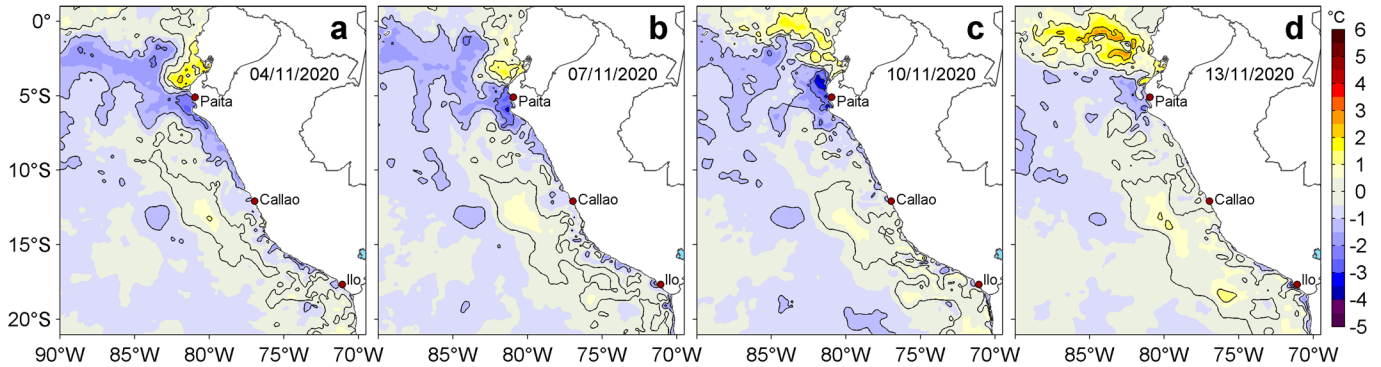 a
b
c
d
°C
04/11/2020
07/11/2020
10/11/2020
13/11/2020
0°
5°S
10°S
15°S
20°S
Paita
Callao
Ilo
Paita
Callao
Ilo
Paita
Callao
Ilo
Paita
Callao
Ilo
6
5
4
3
2
1
0
-1
-2
-3
-4
-5
90°W 85°W 80°W 75°W 70°W
85°W 80°W 75°W 70°W
85°W 80°W 75°W 70°W
85°W 80°W 75°W 70°W